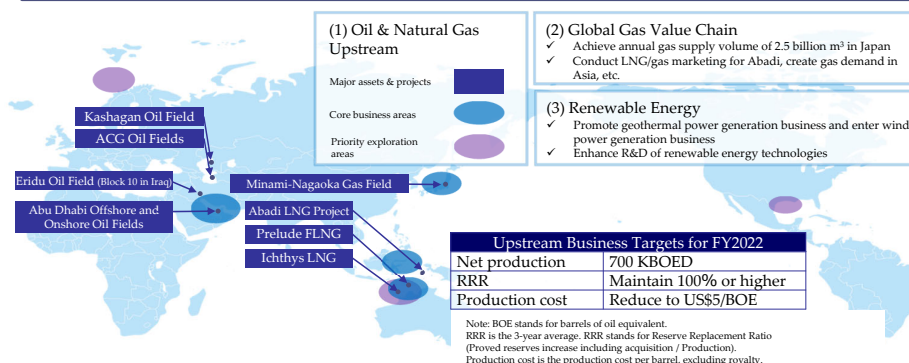 (1) Oil & Natural Gas
Upstream
Major assets & projects
Core business areas
Priority exploration
areas
(2) Global Gas Value Chain
✓ Achieve annual gas supply volume of 2.5 billion m³ in Japan
✓ Conduct LNG/gas marketing for Abadi, create gas demand in
Asia, etc.
(3) Renewable Energy
✓ Promote geothermal power generation business and enter wind
power generation business
✓ Enhance R&D of renewable energy technologies
Kashagan Oil Field
ACG Oil Fields
Eridu Oil Field (Block 10 in Iraq)
Abu Dhabi Offshore and
Onshore Oil Fields
Minami-Nagaoka Gas Field
Abadi LNG Project
Prelude FLNG
Ichthys LNG
Upstream Business Targets for FY2022
Net production 700 KBOED
RRR Maintain 100% or higher
Production cost Reduce to US$5/BOE
Note: BOE stands for barrels of oil equivalent.
RRR is the 3-year average. RRR stands for Reserve Replacement Ratio
(Proved reserves increase including acquisition / Production).
Production cost is the production cost per barrel, excluding royalty.